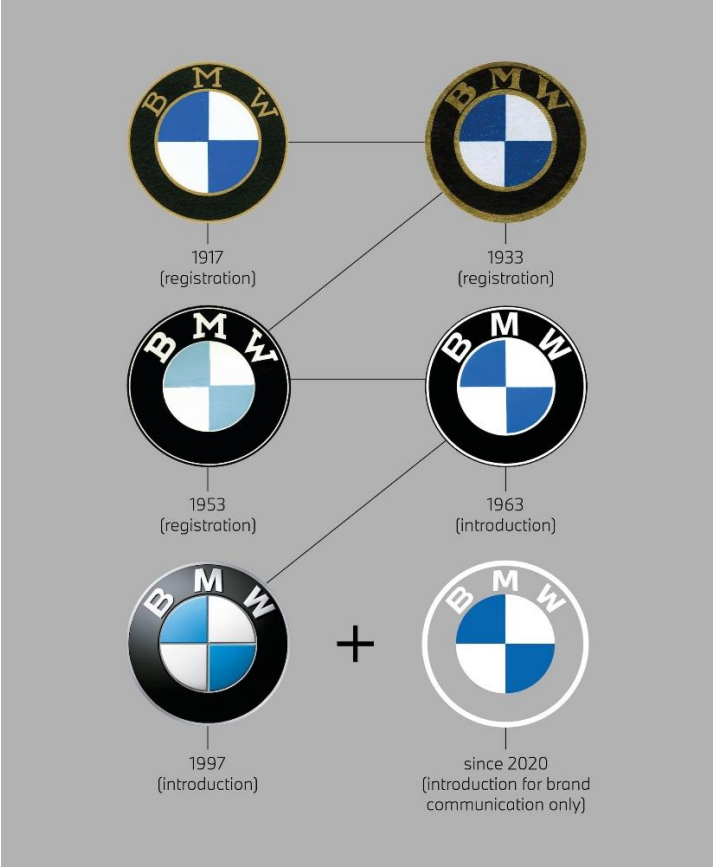 BMW
BMW
1917
(registration)
1933
(registration)
BMW
BMW
1953
(registration)
1963
(introduction)
BMW
+
BMW
1997
(introduction)
since 2020
(introduction for brand
communication only)